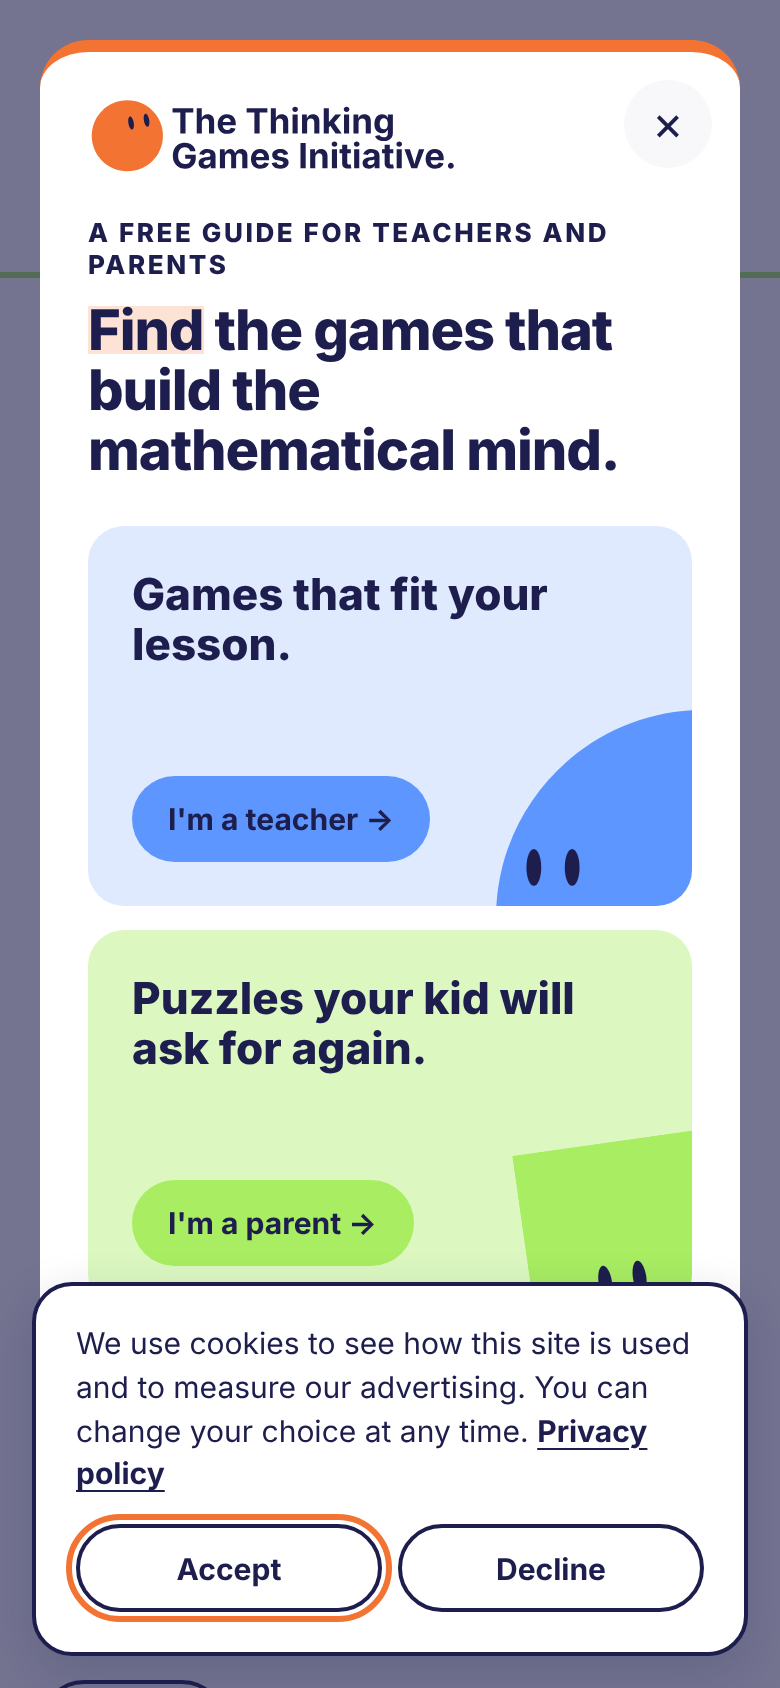 The Thinking
Games Initiative.
A FREE GUIDE FOR TEACHERS AND
PARENTS
Find the games that
build the
mathematical mind.
Games that fit your
lesson.
I'm a teacher →
Puzzles your kid will
ask for again.
I'm a parent →
We use cookies to see how this site is used
and to measure our advertising. You can
change your choice at any time. Privacy
policy
Accept
Decline